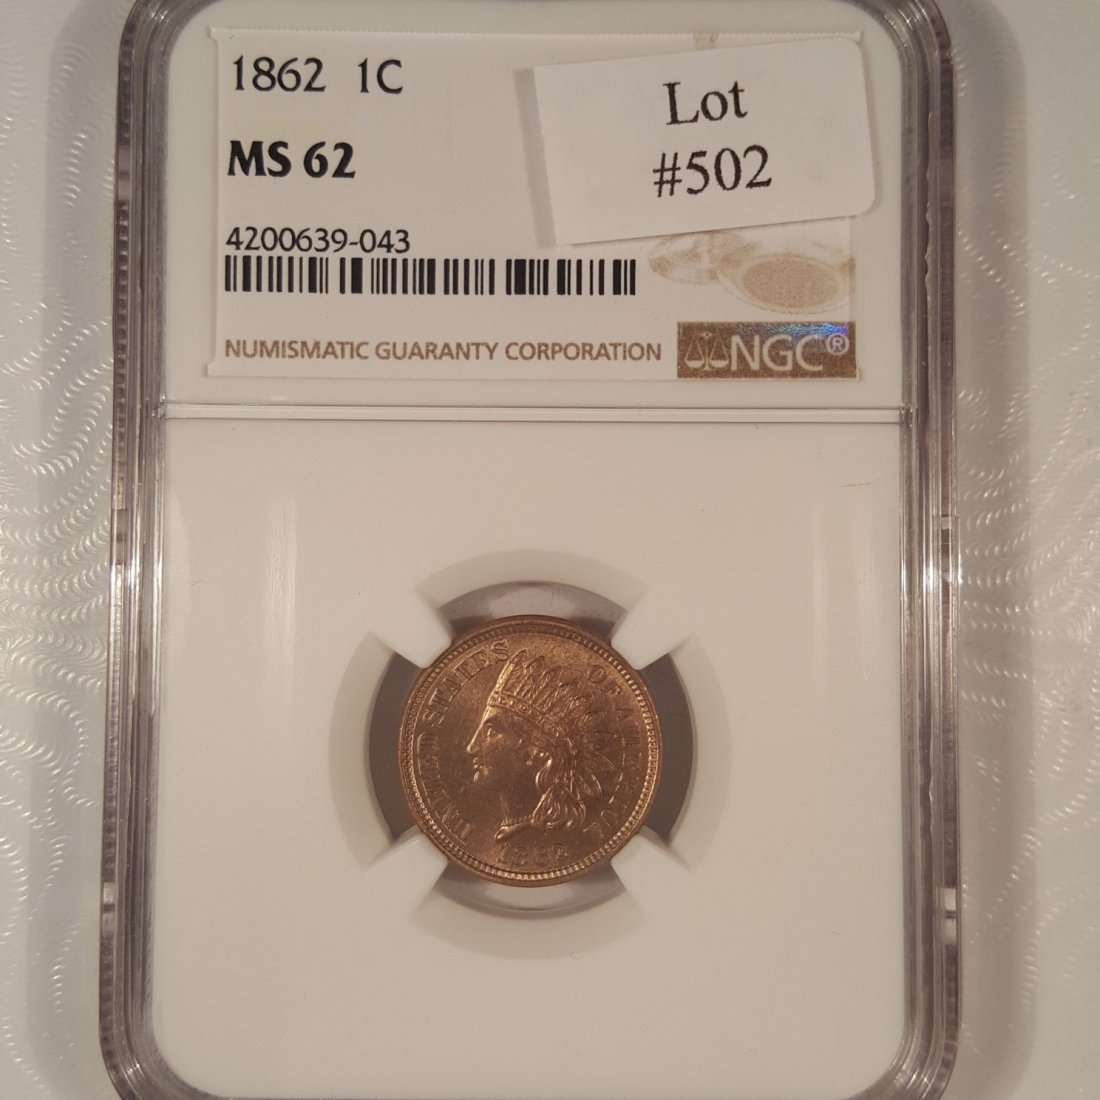 1862 1C
MS 62
4200639-043
NUMISMATIC GUARANTY CORPORATION
NGC®
Lot
#502
UNITED STATES OF AMERICA
1862